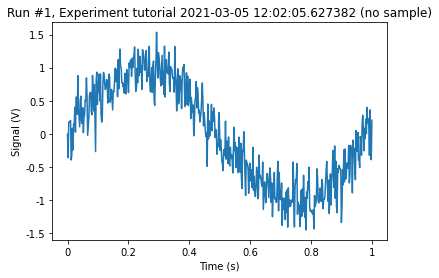 Run #1, Experiment tutorial 2021-03-05 12:02:05.627382 (no sample)
1.5
1
0.5
0
-0.5
-1
-1.5
Signal (V)
0 0.2 0.4 0.6 0.8 1
Time (s)